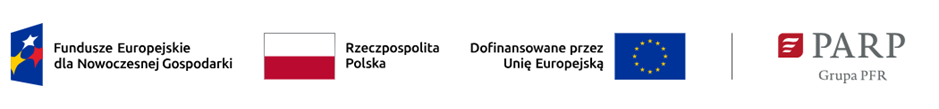 Fundusze Europejskie
dla Nowoczesnej Gospodarki
Rzeczpospolita
Polska
Dofinansowane przez
Unię Europejską
PARP
Grupa PFR